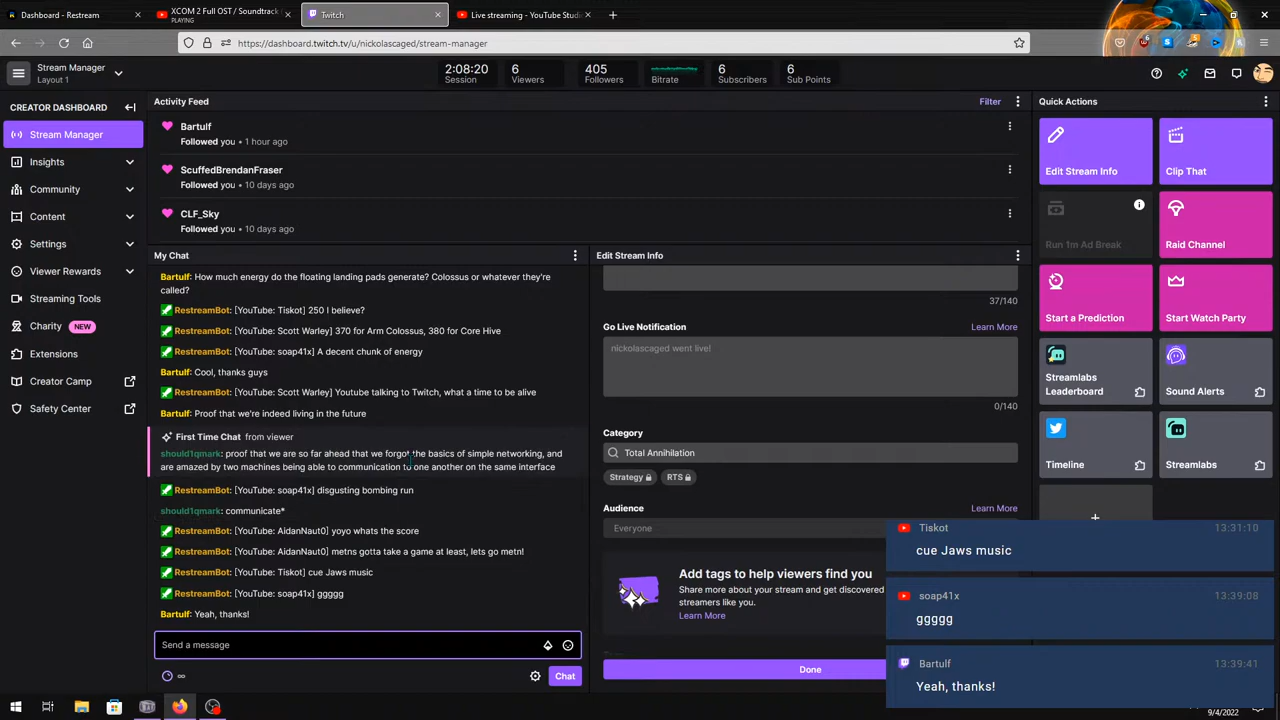 Dashboard - Restream
XCOM 2 Full OST / Soundtrack
PLAYING
Twitch
Live streaming - YouTube Studio
https://dashboard.twitch.tv/u/nickolascaged/stream-manager
Stream Manager
Layout 1
2:08:20
Session
6
Viewers
405
Followers
Bitrate
6
Subscribers
6
Sub Points
CREATOR DASHBOARD
Stream Manager
Insights
Community
Content
Settings
Viewer Rewards
Streaming Tools
Charity NEW
Extensions
Creator Camp
Safety Center
Activity Feed
Filter
Bartulf
Followed you • 1 hour ago
ScuffedBrendanFraser
Followed you • 10 days ago
CLF_Sky
Followed you • 10 days ago
My Chat
Bartulf: How much energy do the floating landing pads generate? Colossus or whatever they're
called?
RestreamBot: [YouTube: Tiskot] 250 I believe?
RestreamBot: [YouTube: Scott Warley] 370 for Arm Colossus, 380 for Core Hive
RestreamBot: [YouTube: soap41x] A decent chunk of energy
Bartulf: Cool, thanks guys
RestreamBot: [YouTube: Scott Warley] Youtube talking to Twitch, what a time to be alive
Bartulf: Proof that we're indeed living in the future
First Time Chat from viewer
should1qmark: proof that we are so far ahead that we forgot the basics of simple networking, and
are amazed by two machines being able to communication to one another on the same interface
RestreamBot: [YouTube: soap41x] disgusting bombing run
should1qmark: communicate*
RestreamBot: [YouTube: AidanNaut0] yoyo whats the score
RestreamBot: [YouTube: AidanNaut0] metns gotta take a game at least, lets go metn!
RestreamBot: [YouTube: Tiskot] cue Jaws music
RestreamBot: [YouTube: soap41x] ggggg
Bartulf: Yeah, thanks!
Send a message
Chat
Edit Stream Info
37/140
Go Live Notification
Learn More
nickolascaged went live!
0/140
Category
Total Annihilation
Strategy
RTS
Audience
Learn More
Everyone
Add tags to help viewers find you
Share more about your stream and get discovered
streamers like you.
Learn More
Done
Quick Actions
Edit Stream Info
Clip That
Run 1m Ad Break
Raid Channel
Start a Prediction
Start Watch Party
Streamlabs
Leaderboard
Sound Alerts
Timeline
Streamlabs
Tiskot
13:31:10
cue Jaws music
soap41x
13:39:08
ggggg
Bartulf
13:39:41
Yeah, thanks!
9/4/2022